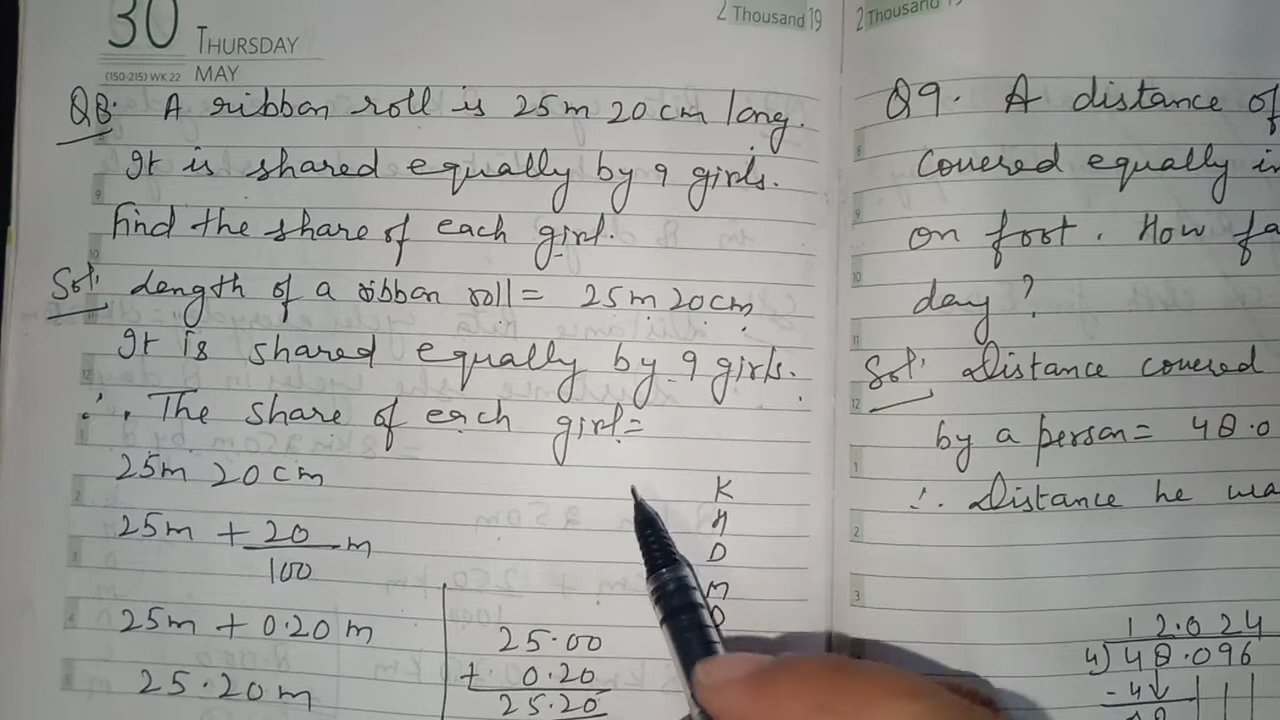 30 THURSDAY
(150-215) WK 22 MAY
2 Thousand 19
Q8. A ribbon roll is 25m 20cm long.
It is shared equally by 9 girls.
Find the share of each girl.
Sol. Length of a ribbon roll = 25m 20cm
It is shared equally by 9 girls.
∴ The share of each girl =
25m 20cm
25m + 20/100 m
25m + 0.20m
25.20m
25.00
+ 0.20
25.20
K
H
D
M
D
2 Thousand
Q9. A distance of
covered equally in
on foot. How fa
day?
Sol. Distance covered
by a person = 48.0
∴ Distance he wa
12.024
4)48.096
-4